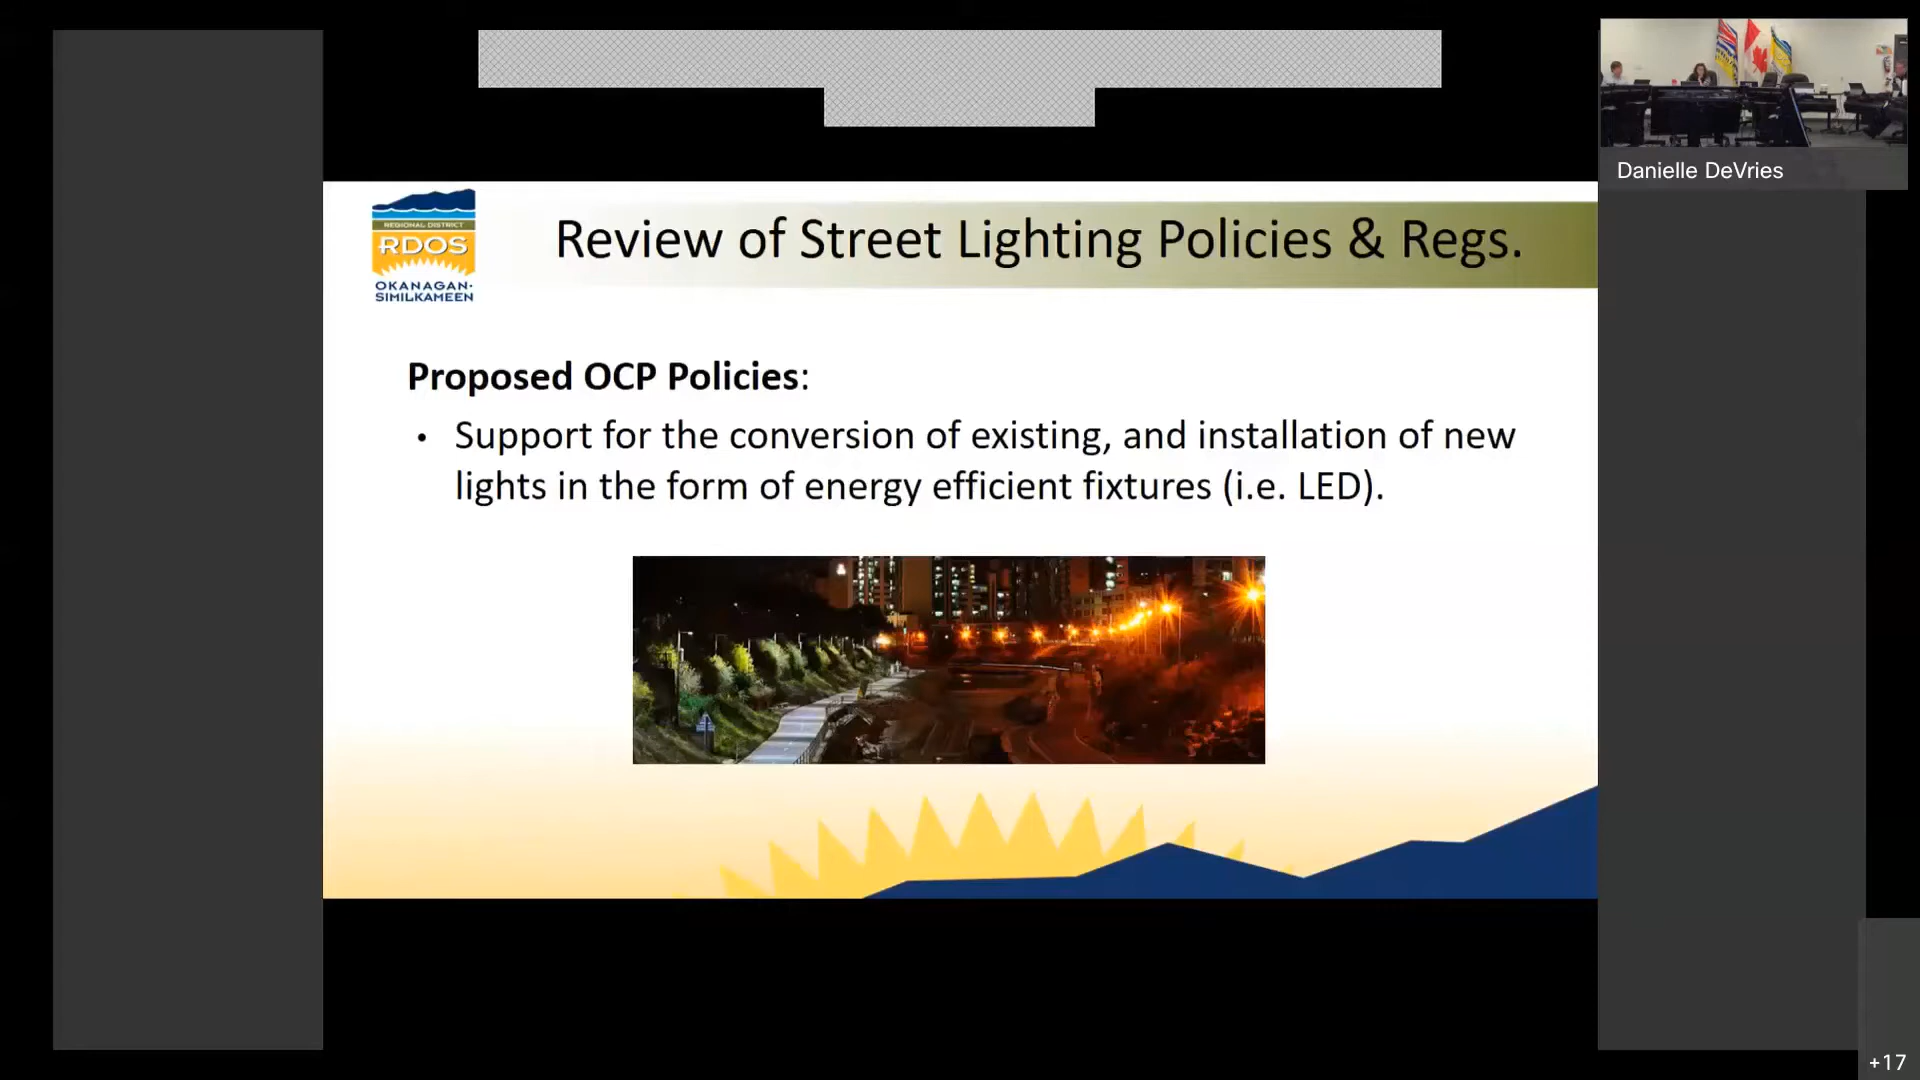 Danielle DeVries
REGIONAL DISTRICT
RDOS
OKANAGAN-
SIMILKAMEEN
Review of Street Lighting Policies & Regs.
Proposed OCP Policies:
• Support for the conversion of existing, and installation of new
lights in the form of energy efficient fixtures (i.e. LED).
+17